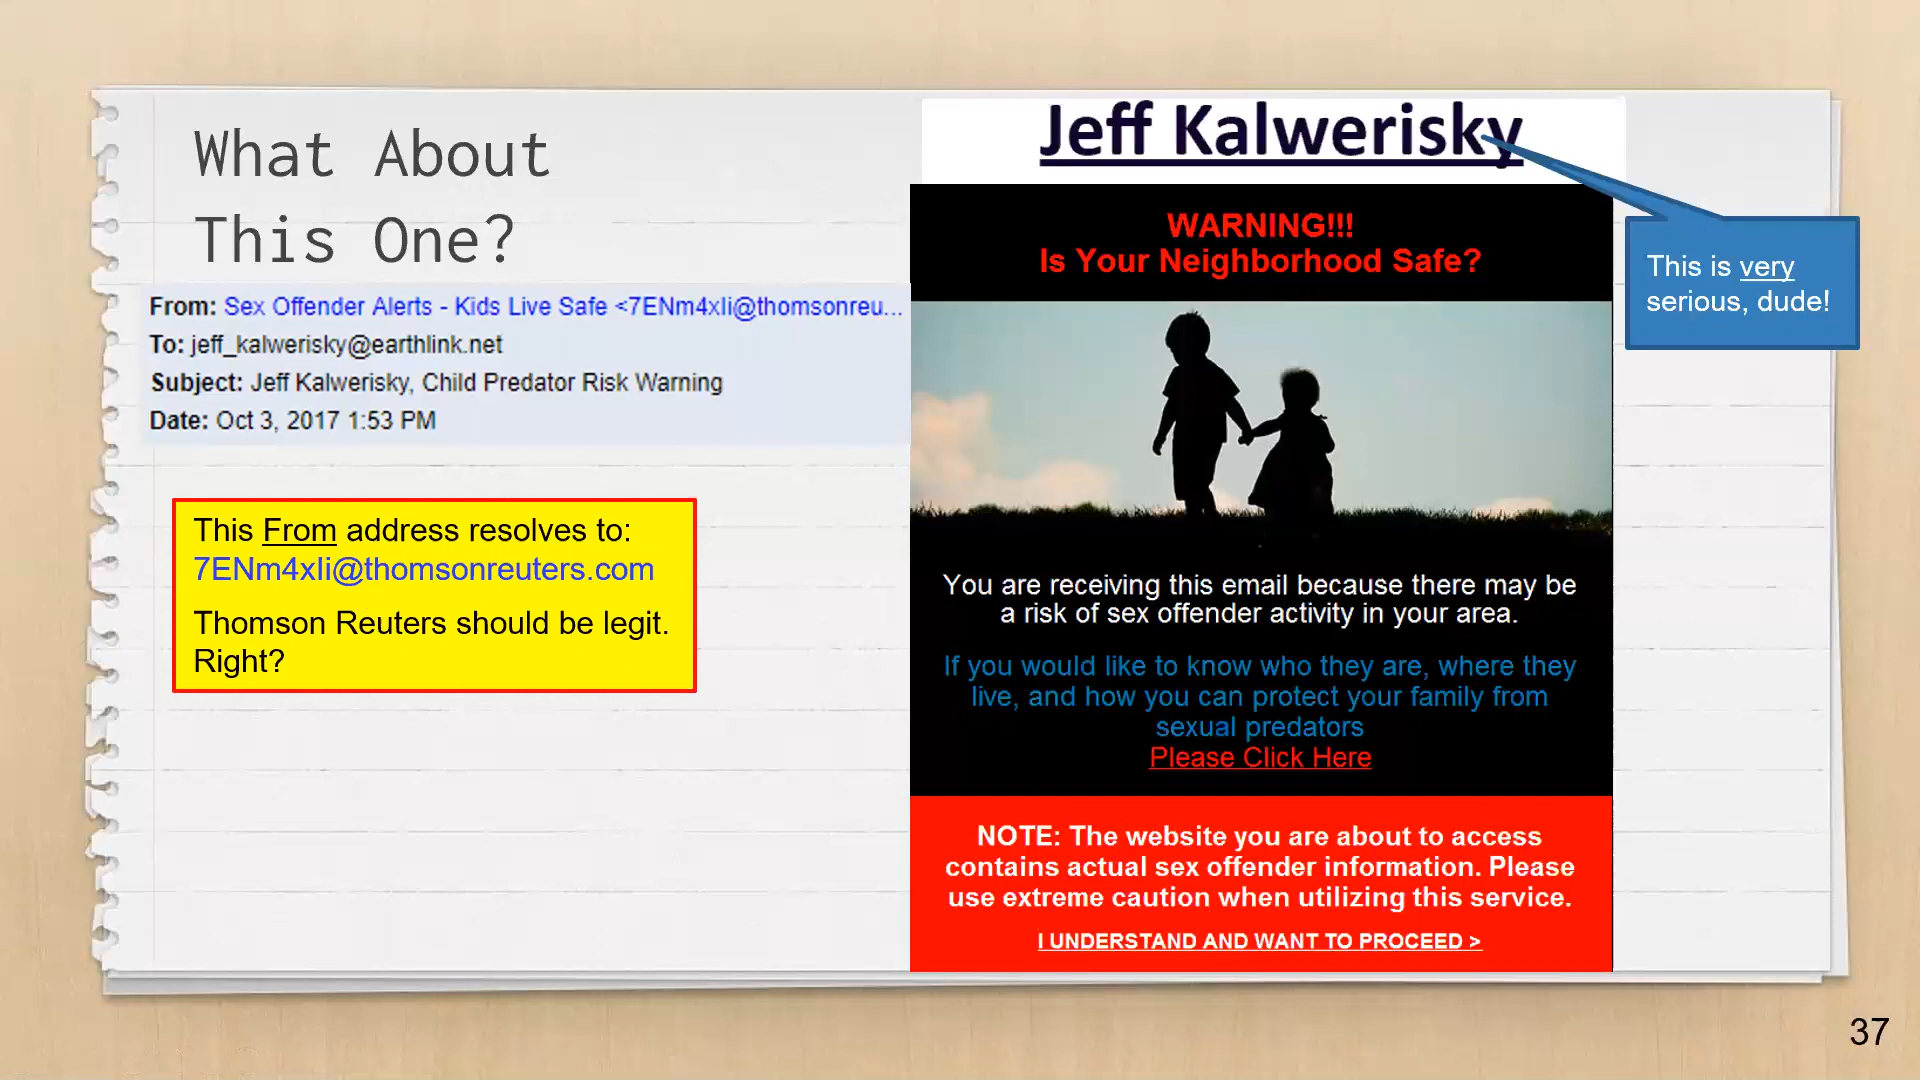 What About
This One?
From: Sex Offender Alerts - Kids Live Safe <7ENm4xIi@thomsonreu...
To: jeff_kalwerisky@earthlink.net
Subject: Jeff Kalwerisky, Child Predator Risk Warning
Date: Oct 3, 2017 1:53 PM
This From address resolves to:
7ENm4xIi@thomsonreuters.com
Thomson Reuters should be legit.
Right?
Jeff Kalwerisky
This is very
serious, dude!
WARNING!!!
Is Your Neighborhood Safe?
You are receiving this email because there may be
a risk of sex offender activity in your area.
If you would like to know who they are, where they
live, and how you can protect your family from
sexual predators
Please Click Here
NOTE: The website you are about to access
contains actual sex offender information. Please
use extreme caution when utilizing this service.
I UNDERSTAND AND WANT TO PROCEED >
37